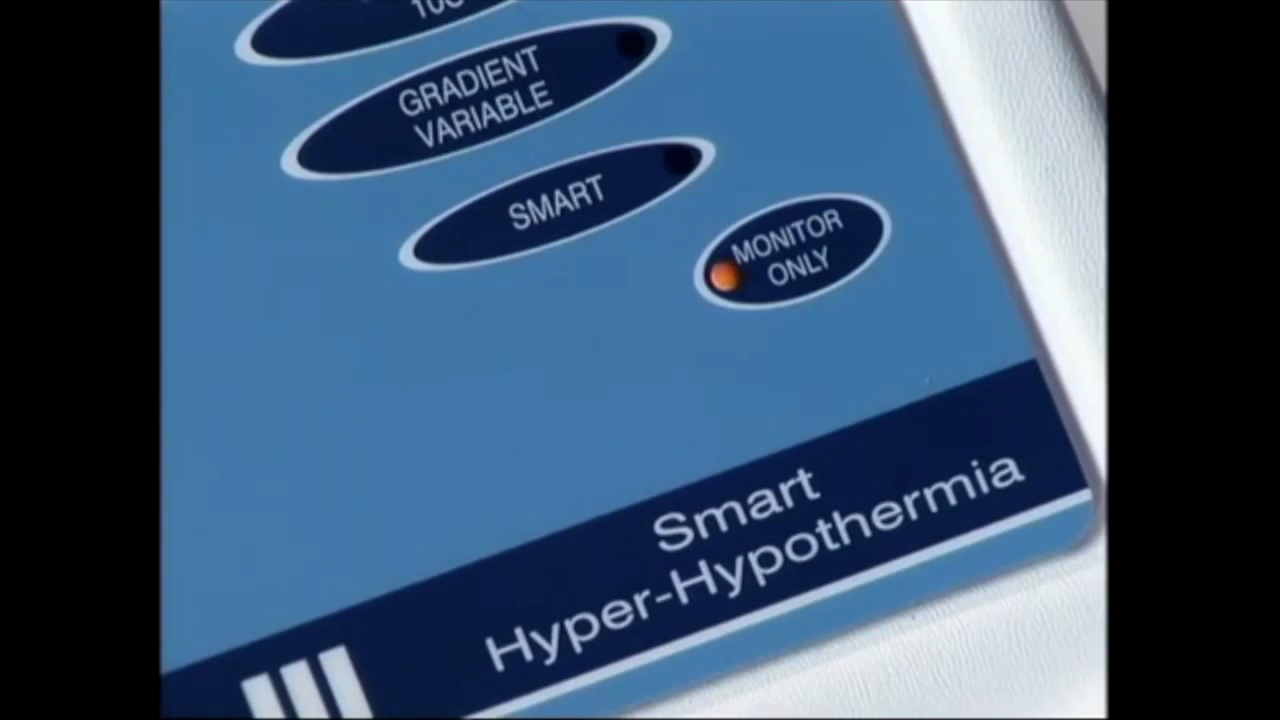 GRADIENT
VARIABLE
SMART
MONITOR
ONLY
Smart
Hyper-Hypothermia